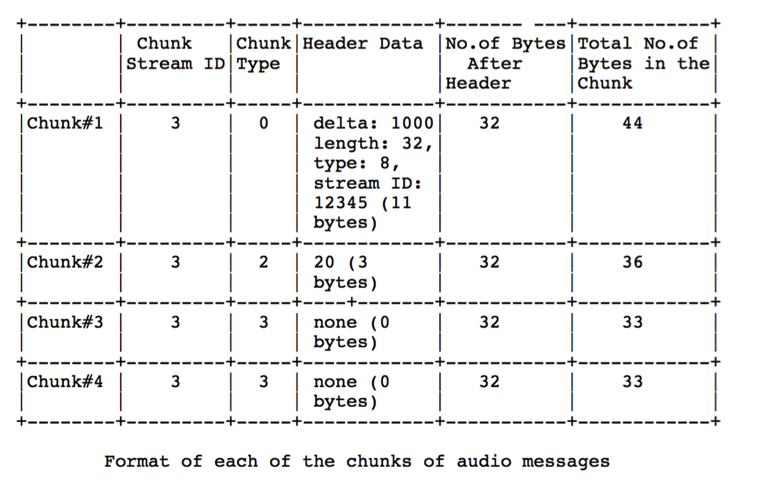 +--------+---------+-----+------------+------- ---+------------+
|        |  Chunk  |Chunk|Header Data |No.of Bytes|Total No.of |
|        |Stream ID|Type |            |  After    |Bytes in the|
|        |         |     |            |Header     |Chunk       |
+--------+---------+-----+------------+-----------+------------+
|Chunk#1 |    3    |  0  | delta: 1000|   32      |    44      |
|        |         |     | length: 32,|           |            |
|        |         |     | type: 8,   |           |            |
|        |         |     | stream ID: |           |            |
|        |         |     | 12345 (11  |           |            |
|        |         |     | bytes)     |           |            |
+--------+---------+-----+------------+-----------+------------+
|Chunk#2 |    3    |  2  | 20 (3      |   32      |    36      |
|        |         |     | bytes)     |           |            |
+--------+---------+-----+----+-------+-----------+------------+
|Chunk#3 |    3    |  3  | none (0    |   32      |    33      |
|        |         |     | bytes)     |           |            |
+--------+---------+-----+------------+-----------+------------+
|Chunk#4 |    3    |  3  | none (0    |   32      |    33      |
|        |         |     | bytes)     |           |            |
+--------+---------+-----+------------+-----------+------------+
Format of each of the chunks of audio messages